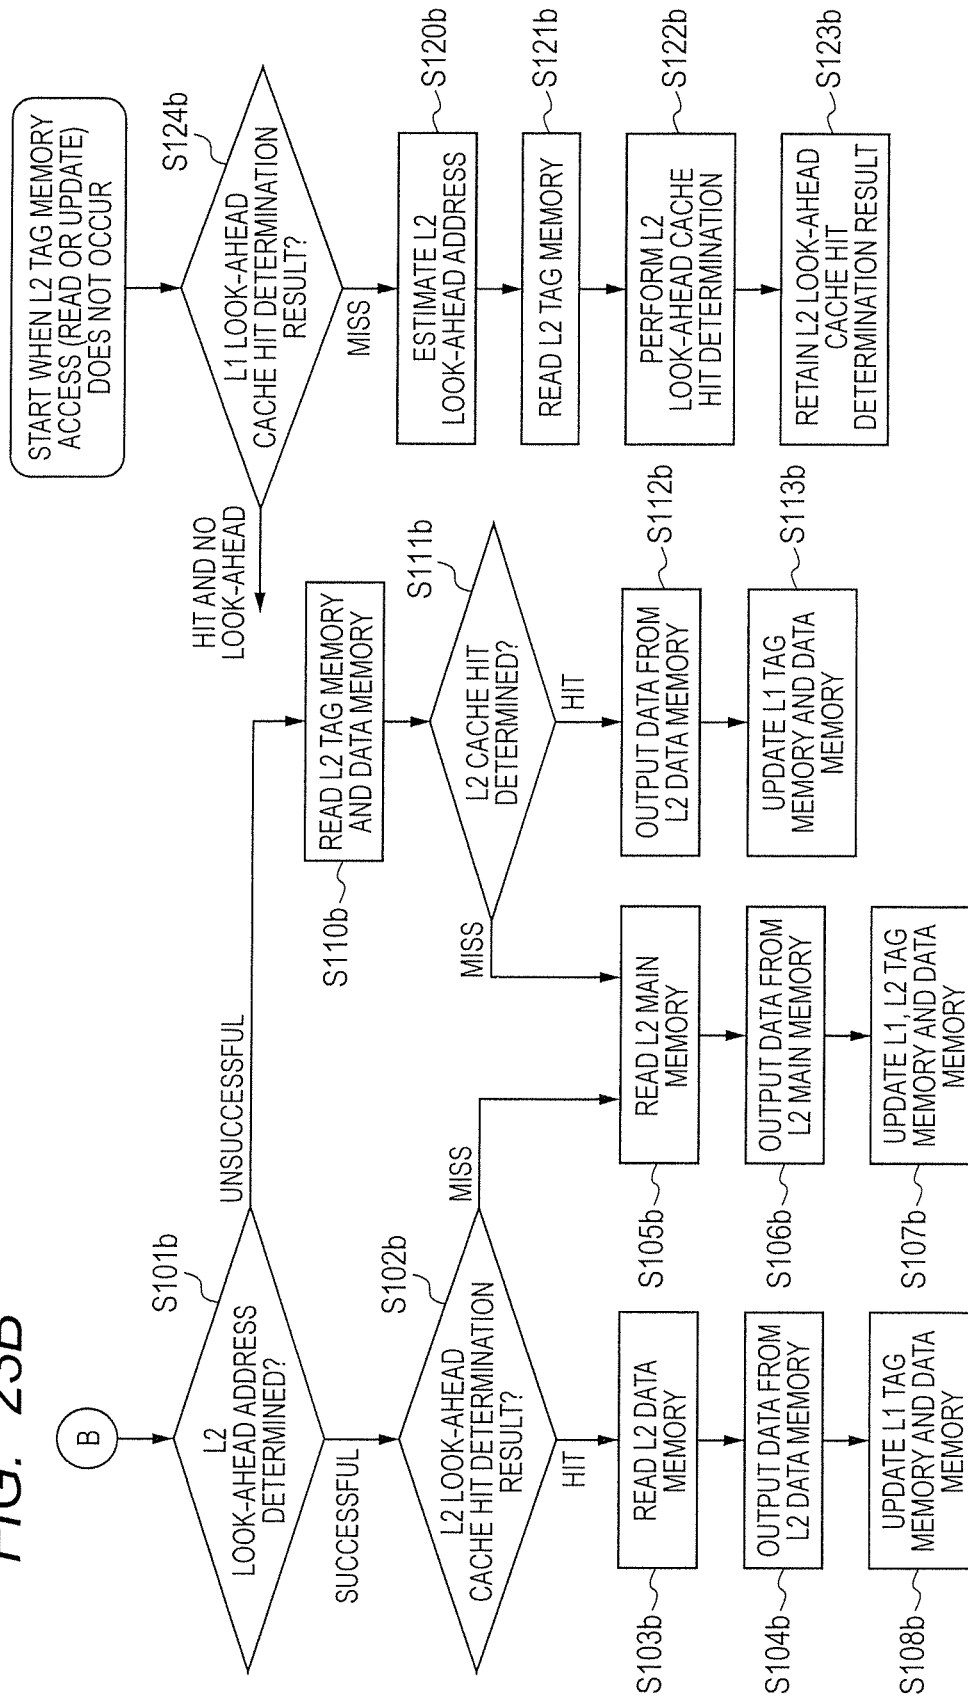 FIG. 23B
B
L2
LOOK-AHEAD ADDRESS
DETERMINED?
S101b
UNSUCCESSFUL
SUCCESSFUL
L2 LOOK-AHEAD
CACHE HIT DETERMINATION
RESULT?
S102b
MISS
HIT
READ L2 DATA
MEMORY
S103b
OUTPUT DATA FROM
L2 DATA MEMORY
S104b
UPDATE L1 TAG
MEMORY AND DATA
MEMORY
S108b
READ L2 MAIN
MEMORY
S105b
OUTPUT DATA FROM
L2 MAIN MEMORY
S106b
UPDATE L1, L2 TAG
MEMORY AND DATA
MEMORY
S107b
READ L2 TAG MEMORY
AND DATA MEMORY
S110b
L2 CACHE HIT
DETERMINED?
S111b
MISS
HIT
OUTPUT DATA FROM
L2 DATA MEMORY
S112b
UPDATE L1 TAG
MEMORY AND DATA
MEMORY
S113b
START WHEN L2 TAG MEMORY
ACCESS (READ OR UPDATE)
DOES NOT OCCUR
L1 LOOK-AHEAD
CACHE HIT DETERMINATION
RESULT?
S124b
HIT AND NO
LOOK-AHEAD
MISS
ESTIMATE L2
LOOK-AHEAD ADDRESS
S120b
READ L2 TAG MEMORY
S121b
PERFORM L2
LOOK-AHEAD CACHE
HIT DETERMINATION
S122b
RETAIN L2 LOOK-AHEAD
CACHE HIT
DETERMINATION RESULT
S123b